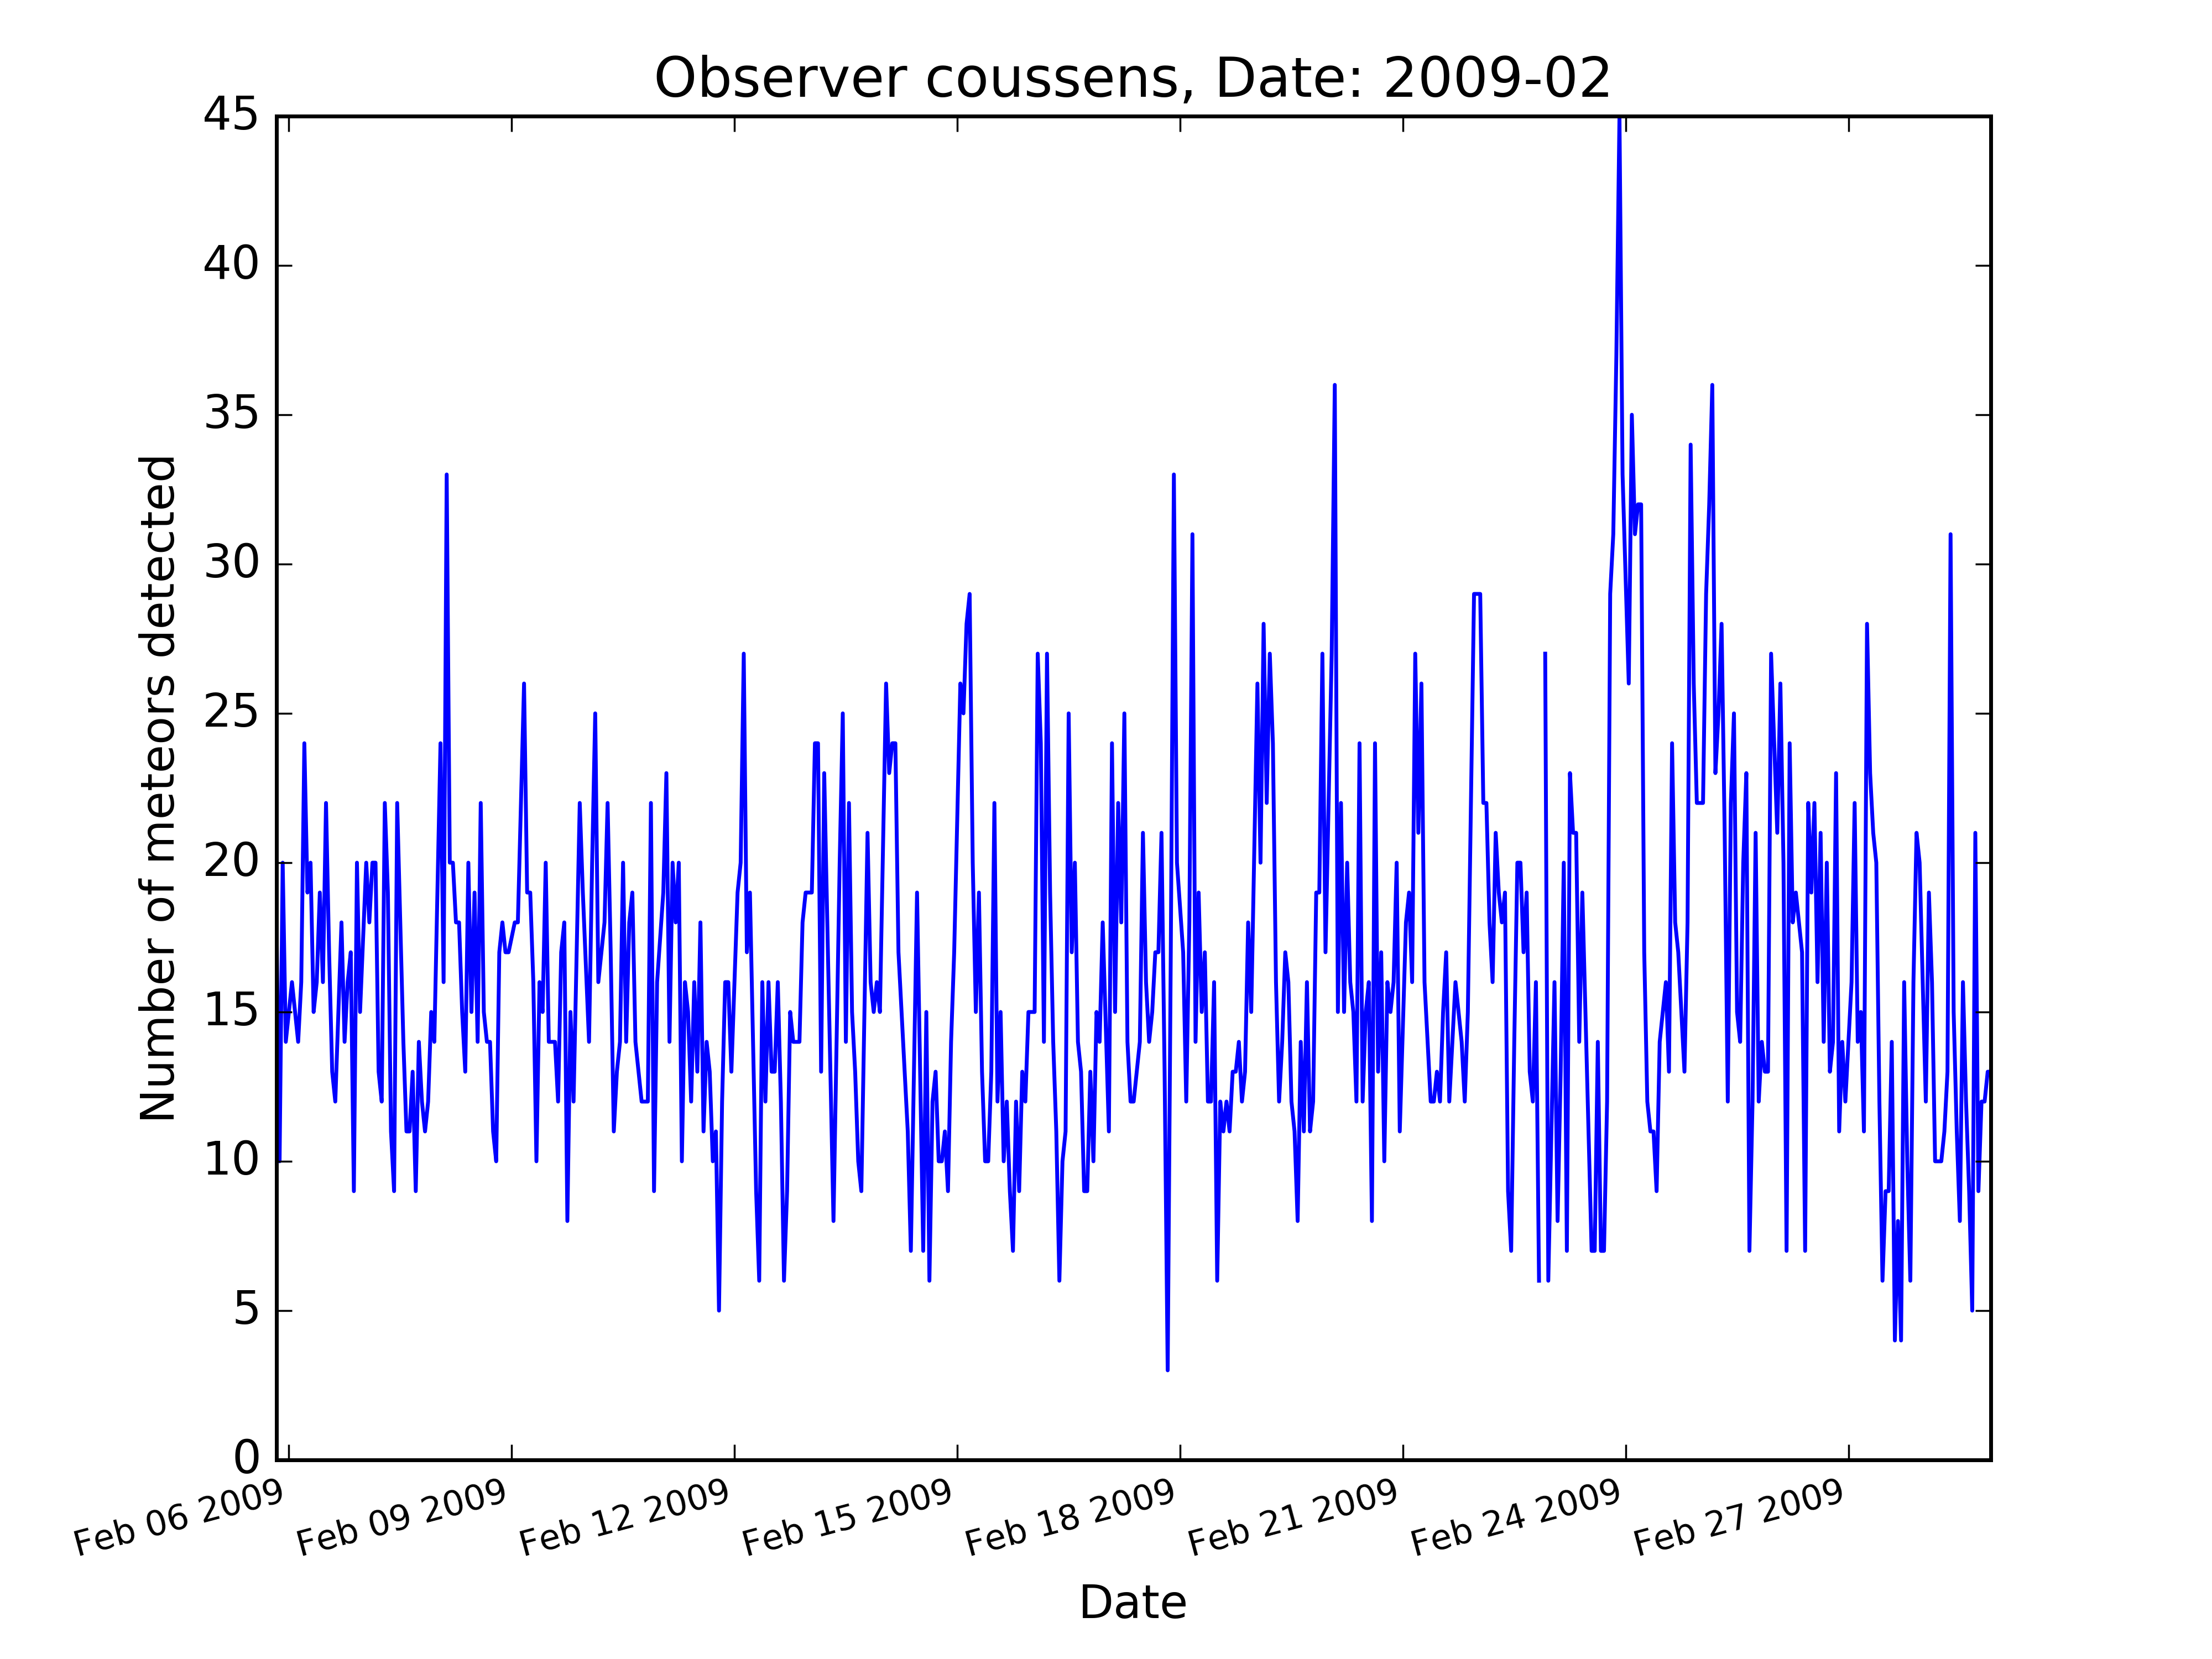 Observer coussens, Date: 2009-02
45
40
35
30
25
20
15
10
5
0
Number of meteors detected
Feb 06 2009
Feb 09 2009
Feb 12 2009
Feb 15 2009
Feb 18 2009
Feb 21 2009
Feb 24 2009
Feb 27 2009
Date